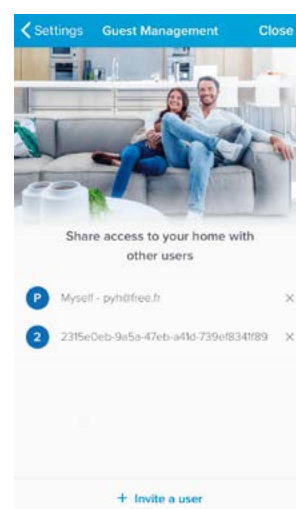 Settings Guest Management Close
Share access to your home with
other users
P Myself - pyh@free.fr
2 2315e0eb-9a5a-47eb-a41d-739ef8341f89
+ Invite a user